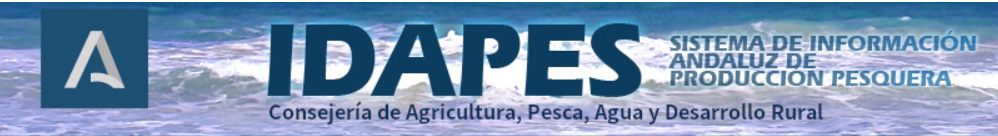 IDAPES
SISTEMA DE INFORMACIÓN
ANDALUZ DE
PRODUCCIÓN PESQUERA
Consejería de Agricultura, Pesca, Agua y Desarrollo Rural